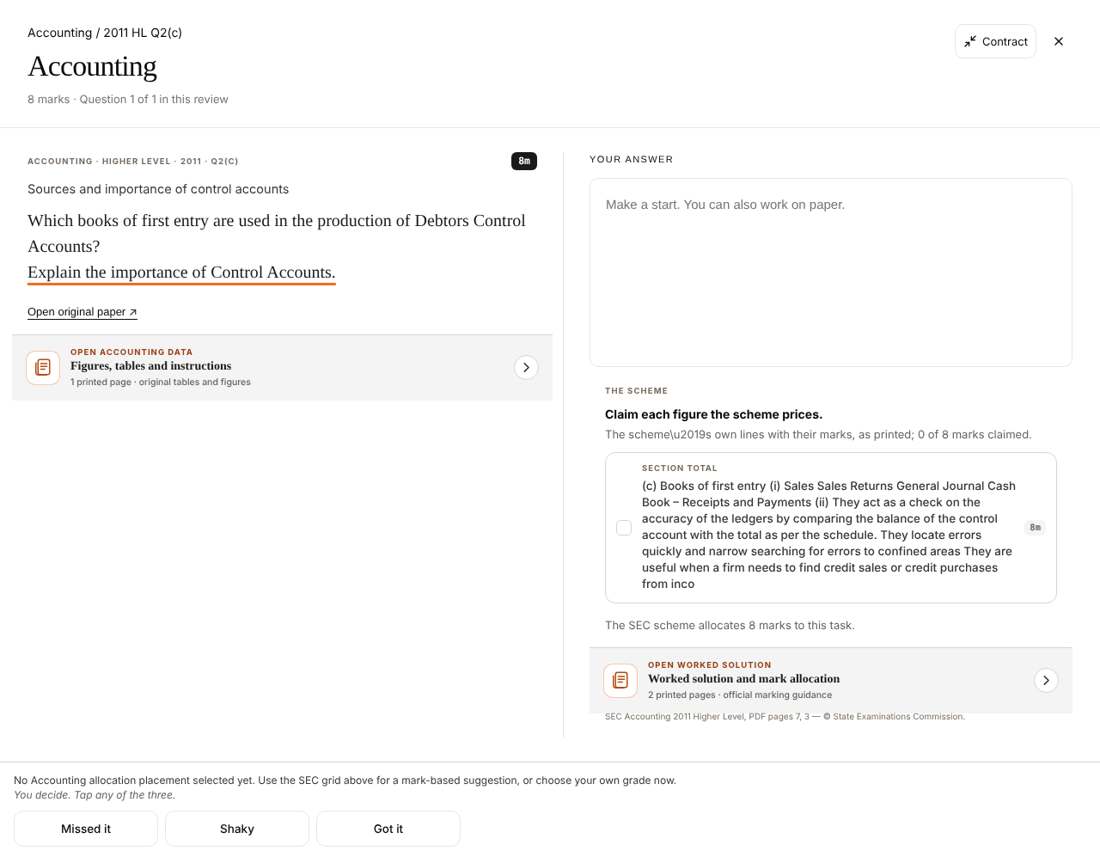 Accounting / 2011 HL Q2(c)
Accounting
8 marks · Question 1 of 1 in this review
Contract
ACCOUNTING · HIGHER LEVEL · 2011 · Q2(C)
8m
Sources and importance of control accounts
Which books of first entry are used in the production of Debtors Control
Accounts?
Explain the importance of Control Accounts.
Open original paper ↗
OPEN ACCOUNTING DATA
Figures, tables and instructions
1 printed page · original tables and figures
YOUR ANSWER
Make a start. You can also work on paper.
THE SCHEME
Claim each figure the scheme prices.
The scheme\u2019s own lines with their marks, as printed; 0 of 8 marks claimed.
SECTION TOTAL
(c) Books of first entry (i) Sales Sales Returns General Journal Cash
Book – Receipts and Payments (ii) They act as a check on the
accuracy of the ledgers by comparing the balance of the control
account with the total as per the schedule. They locate errors
quickly and narrow searching for errors to confined areas They are
useful when a firm needs to find credit sales or credit purchases
from inco
8m
The SEC scheme allocates 8 marks to this task.
OPEN WORKED SOLUTION
Worked solution and mark allocation
2 printed pages · official marking guidance
SEC Accounting 2011 Higher Level, PDF pages 7, 3 — © State Examinations Commission.
No Accounting allocation placement selected yet. Use the SEC grid above for a mark-based suggestion, or choose your own grade now.
You decide. Tap any of the three.
Missed it
Shaky
Got it